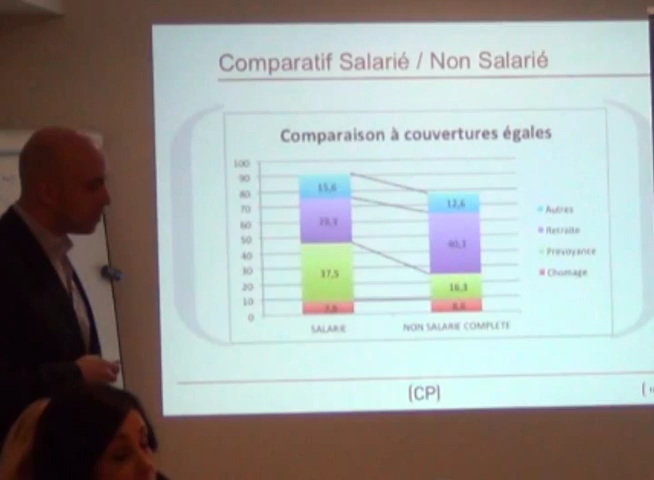 Comparatif Salarié / Non Salarié
Comparaison à couvertures égales
100
90
80
70
60
50
40
30
20
10
0
15,6
37,5
12,6
40,3
16,3
SALARIE
NON SALARIE COMPLETE
Autres
Retraite
Prévoyance
Chomage
(CP)